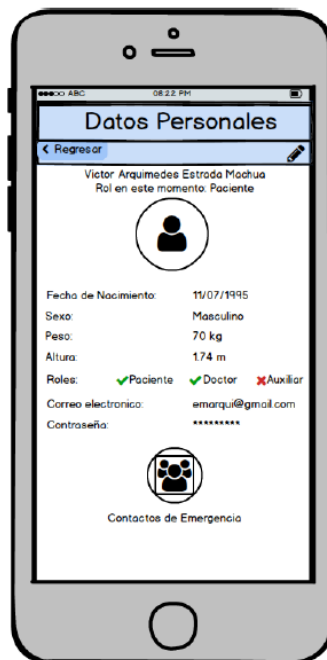 ABC 08:22 PM
Datos Personales
< Regresar
Victor Arquimedes Estrada Machua
Rol en este momento: Paciente
Fecha de Nacimiento: 11/07/1995
Sexo: Masculino
Peso: 70 kg
Altura: 1.74 m
Roles: Paciente Doctor Auxiliar
Correo electronico: emarqui@gmail.com
Contraseña: *********
Contactos de Emergencia